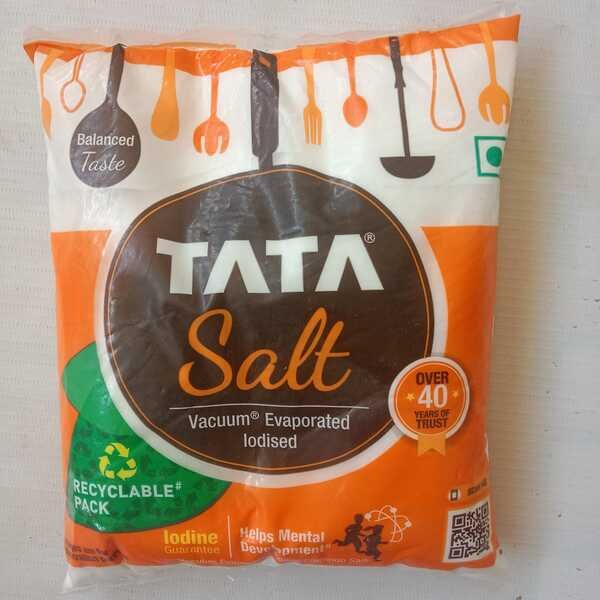 Balanced
Taste
TATA®
Salt
Vacuum® Evaporated
Iodised
OVER
40
YEARS OF
TRUST
RECYCLABLE#
PACK
Iodine
Guarantee
Helps Mental
Development*